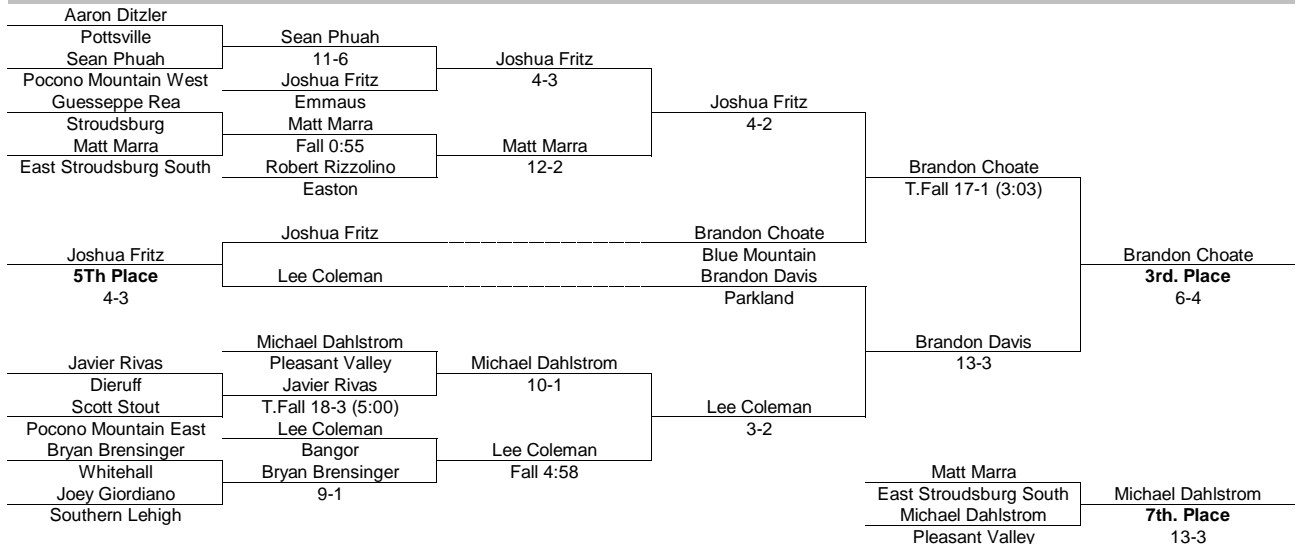 Aaron Ditzler
Pottsville Sean Phuah
Sean Phuah 11-6 Joshua Fritz
Pocono Mountain West Joshua Fritz 4-3
Guesseppe Rea Emmaus Joshua Fritz
Stroudsburg Matt Marra 4-2
Matt Marra Fall 0:55 Matt Marra
East Stroudsburg South Robert Rizzolino 12-2 Brandon Choate
Easton T.Fall 17-1 (3:03)
Joshua Fritz Brandon Choate
Joshua Fritz Blue Mountain Brandon Choate
5Th Place Lee Coleman Brandon Davis 3rd. Place
4-3 Parkland 6-4
Michael Dahlstrom Brandon Davis
Javier Rivas Pleasant Valley Michael Dahlstrom 13-3
Dieruff Javier Rivas 10-1
Scott Stout T.Fall 18-3 (5:00) Lee Coleman
Pocono Mountain East Lee Coleman 3-2
Bryan Brensinger Bangor Lee Coleman
Whitehall Bryan Brensinger Fall 4:58 Matt Marra
Joey Giordiano 9-1 East Stroudsburg South Michael Dahlstrom
Southern Lehigh Michael Dahlstrom 7th. Place
Pleasant Valley 13-3